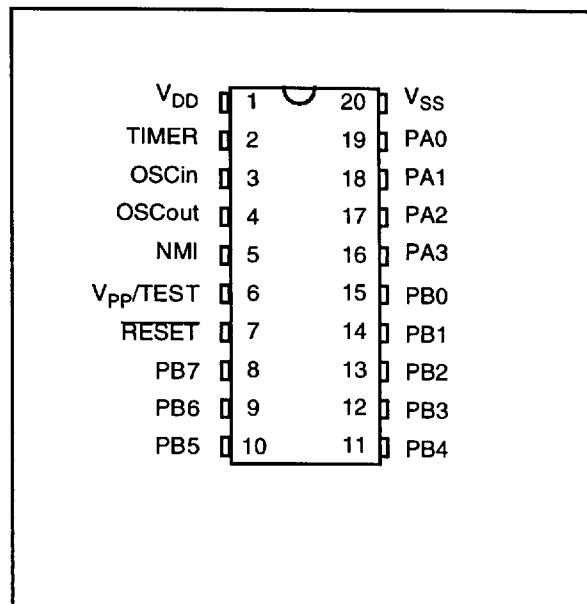 VDD 1 20 VSS
TIMER 2 19 PA0
OSCin 3 18 PA1
OSCout 4 17 PA2
NMI 5 16 PA3
VPP/TEST 6 15 PB0
RESET 7 14 PB1
PB7 8 13 PB2
PB6 9 12 PB3
PB5 10 11 PB4